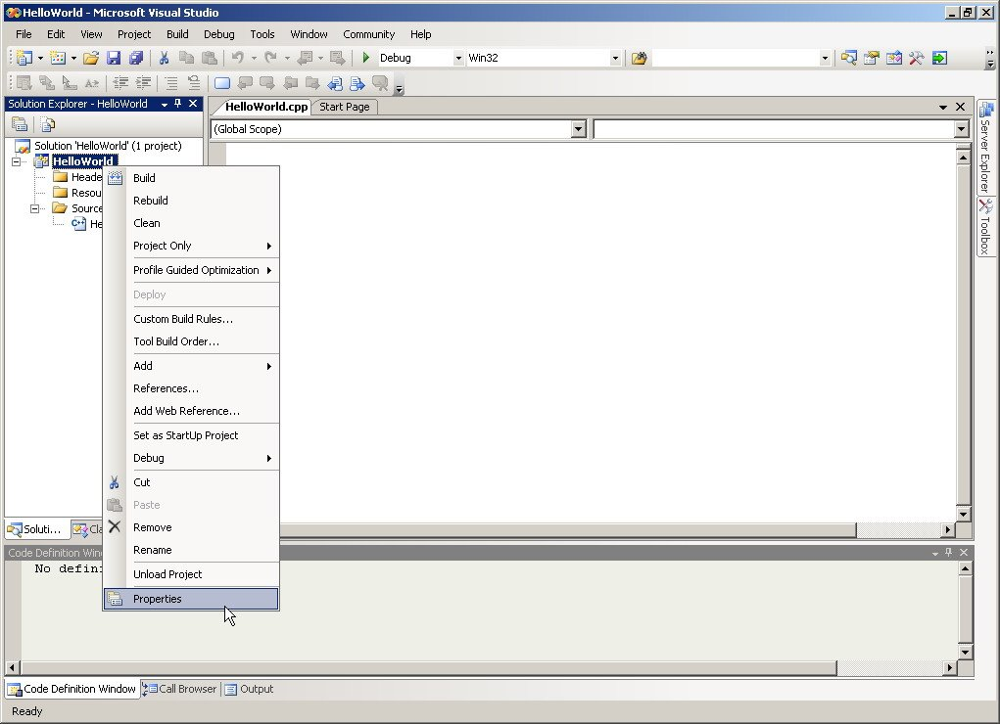 HelloWorld - Microsoft Visual Studio
File Edit View Project Build Debug Tools Window Community Help
Debug Win32
Solution Explorer - HelloWorld
HelloWorld.cpp Start Page
(Global Scope)
Solution 'HelloWorld' (1 project)
HelloWorld
Heade
Resou
Source
He
Build
Rebuild
Clean
Project Only
Profile Guided Optimization
Deploy
Custom Build Rules...
Tool Build Order...
Add
References...
Add Web Reference...
Set as StartUp Project
Debug
Cut
Paste
Remove
Rename
Unload Project
Properties
Server Explorer
Toolbox
Soluti... Cla
Code Definition Win
No defini
Code Definition Window Call Browser Output
Ready